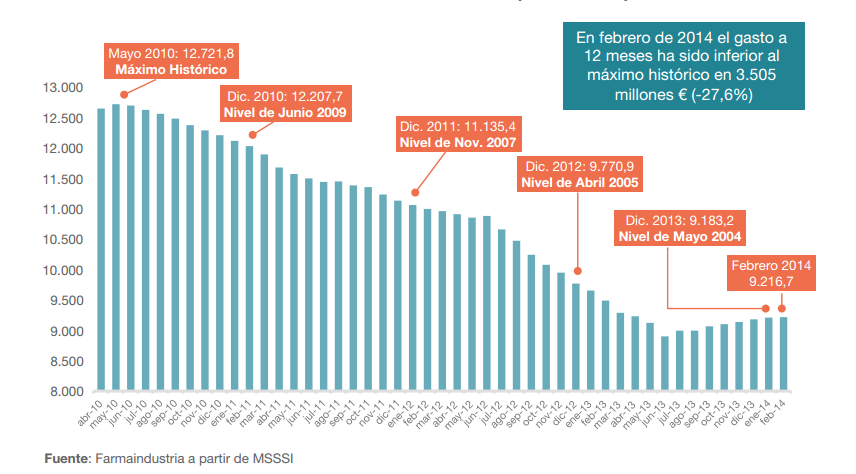 En febrero de 2014 el gasto a
12 meses ha sido inferior al
máximo histórico en 3.505
millones € (-27,6%)
Mayo 2010: 12.721,8
Máximo Histórico
Dic. 2010: 12.207,7
Nivel de Junio 2009
Dic. 2011: 11.135,4
Nivel de Nov. 2007
Dic. 2012: 9.770,9
Nivel de Abril 2005
Dic. 2013: 9.183,2
Nivel de Mayo 2004
Febrero 2014
9.216,7
13.000
12.500
12.000
11.500
11.000
10.500
10.000
9.500
9.000
8.500
8.000
abr-10
may-10
jun-10
jul-10
ago-10
sep-10
oct-10
nov-10
dic-10
ene-11
feb-11
mar-11
abr-11
may-11
jun-11
jul-11
ago-11
sep-11
oct-11
nov-11
dic-11
ene-12
feb-12
mar-12
abr-12
may-12
jun-12
jul-12
ago-12
sep-12
oct-12
nov-12
dic-12
ene-13
feb-13
mar-13
abr-13
may-13
jun-13
jul-13
ago-13
sep-13
oct-13
nov-13
dic-13
ene-14
feb-14
Fuente: Farmaindustria a partir de MSSSI